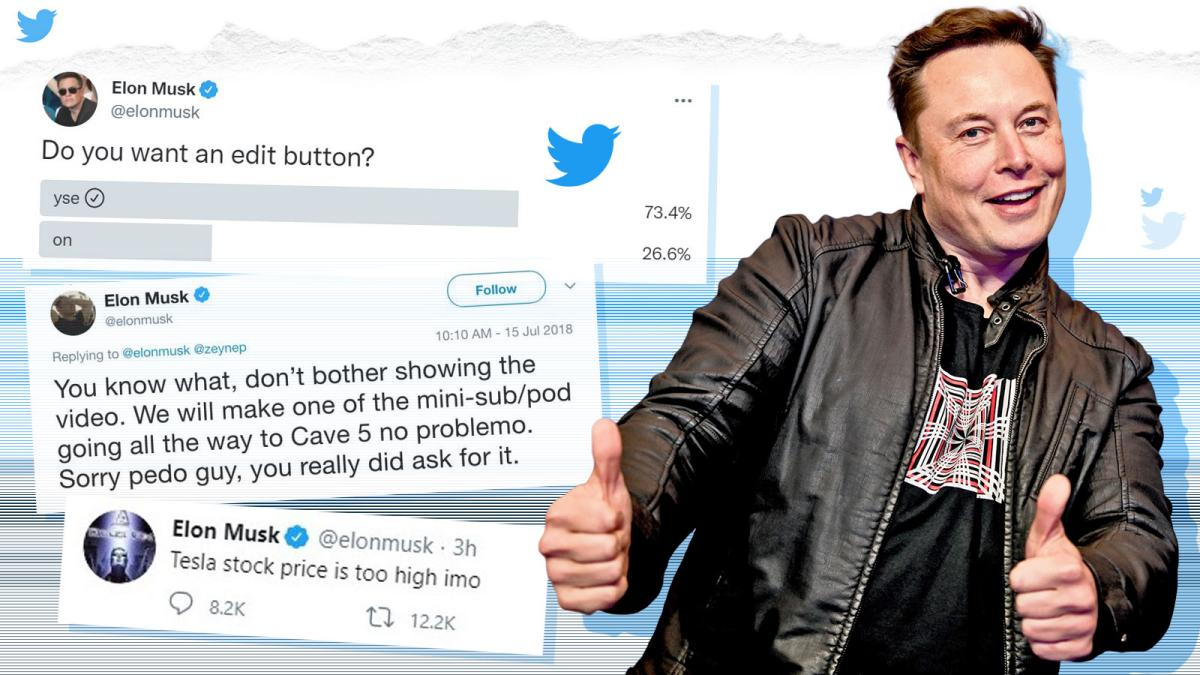 Elon Musk
@elonmusk
Do you want an edit button?
yse
73.4%
on
26.6%
Elon Musk
@elonmusk
Follow
10:10 AM - 15 Jul 2018
Replying to @elonmusk @zeynep
You know what, don’t bother showing the
video. We will make one of the mini-sub/pod
going all the way to Cave 5 no problemo.
Sorry pedo guy, you really did ask for it.
Elon Musk @elonmusk · 3h
Tesla stock price is too high imo
8.2K 12.2K